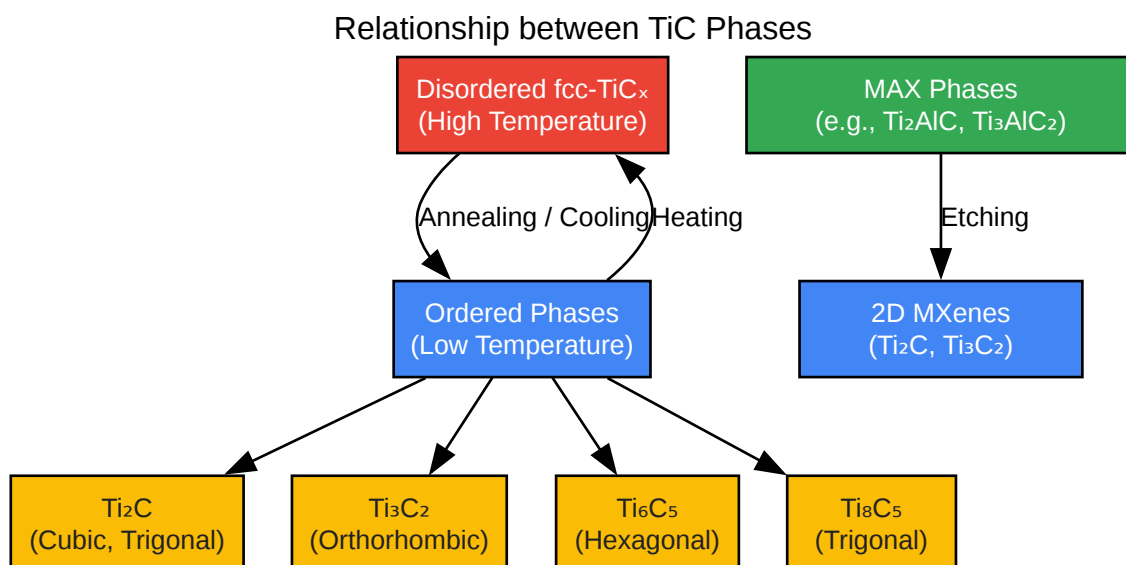 Relationship between TiC Phases
Disordered fcc-TiCₓ
(High Temperature)
MAX Phases
(e.g., Ti₂AlC, Ti₃AlC₂)
Annealing / Cooling
Heating
Etching
Ordered Phases
(Low Temperature)
2D MXenes
(Ti₂C, Ti₃C₂)
Ti₂C
(Cubic, Trigonal)
Ti₃C₂
(Orthorhombic)
Ti₆C₅
(Hexagonal)
Ti₈C₅
(Trigonal)